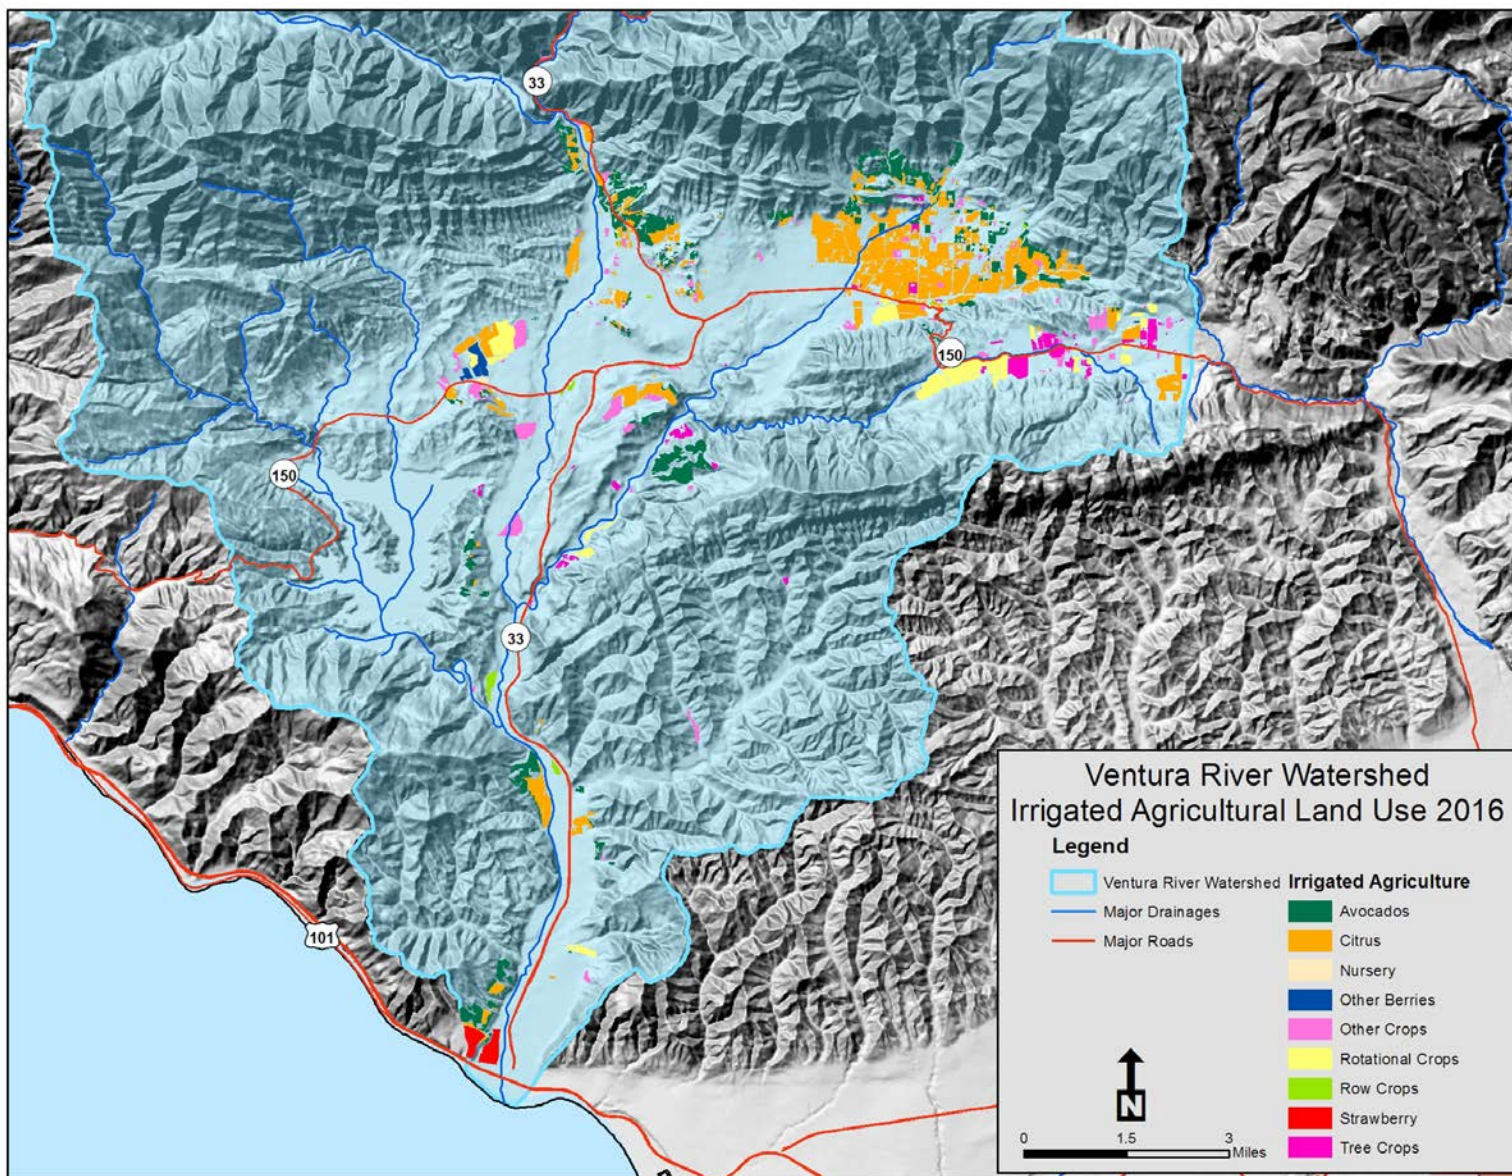 33
150
150
33
101
Ventura River Watershed
Irrigated Agricultural Land Use 2016
Legend
Ventura River Watershed
Major Drainages
Major Roads
Irrigated Agriculture
Avocados
Citrus
Nursery
Other Berries
Other Crops
Rotational Crops
Row Crops
Strawberry
Tree Crops
N
0 1.5 3
Miles